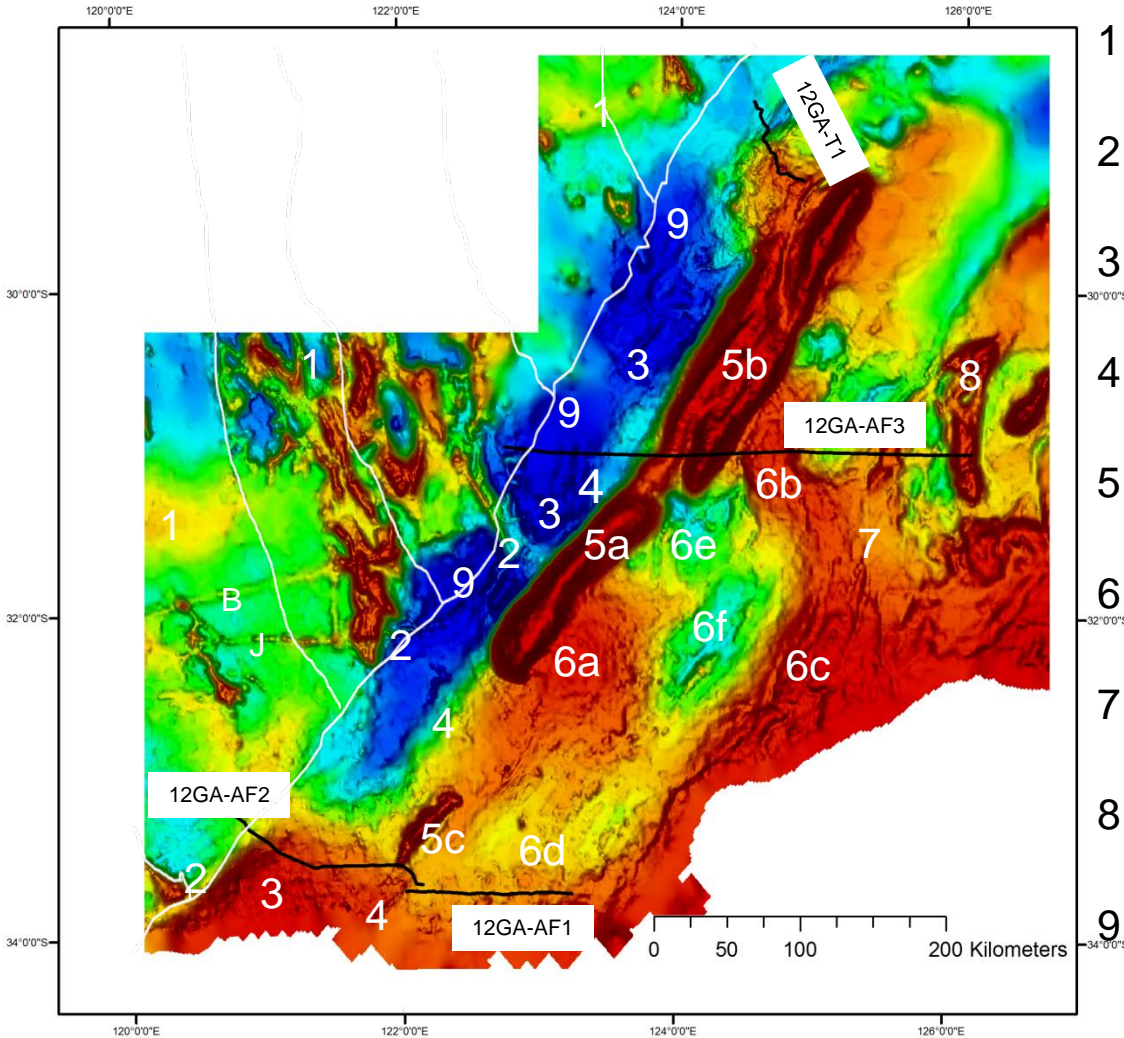 120°0'0"E 122°0'0"E 124°0'0"E 126°0'0"E
1
12GA-T1
1
2
9
3
30°0'0"S 30°0'0"S
1 3 5b 8 4
9
12GA-AF3
4 6b 5
1 3
2 5a 6e 7
9
B 6
32°0'0"S 32°0'0"S
J 2 6f
6a 6c
4 7
12GA-AF2
5c 6d 8
2 3
4
12GA-AF1
9
34°0'0"S 34°0'0"S
0 50 100 200 Kilometers
120°0'0"E 122°0'0"E 124°0'0"E 126°0'0"E